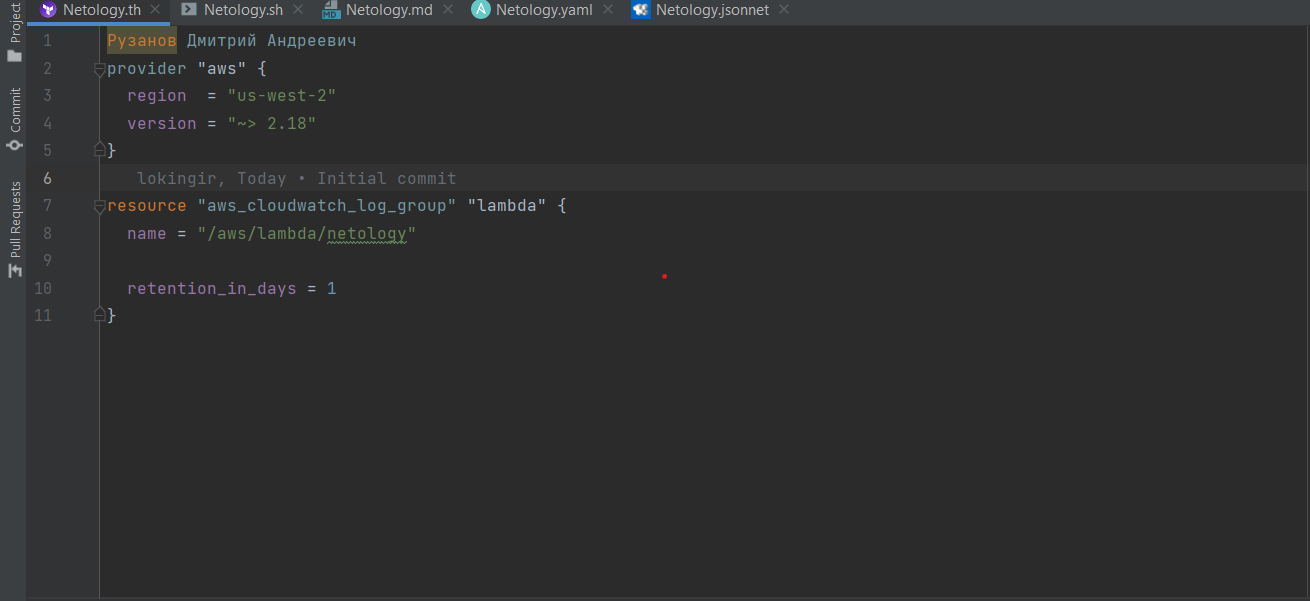 Project
Commit
Pull Requests
Netology.th
Netology.sh
Netology.md
Netology.yaml
Netology.jsonnet
1 Рузанов Дмитрий Андреевич
2 provider "aws" {
3 region = "us-west-2"
4 version = "~> 2.18"
5 }
6 lokingir, Today • Initial commit
7 resource "aws_cloudwatch_log_group" "lambda" {
8 name = "/aws/lambda/netology"
9
10 retention_in_days = 1
11 }